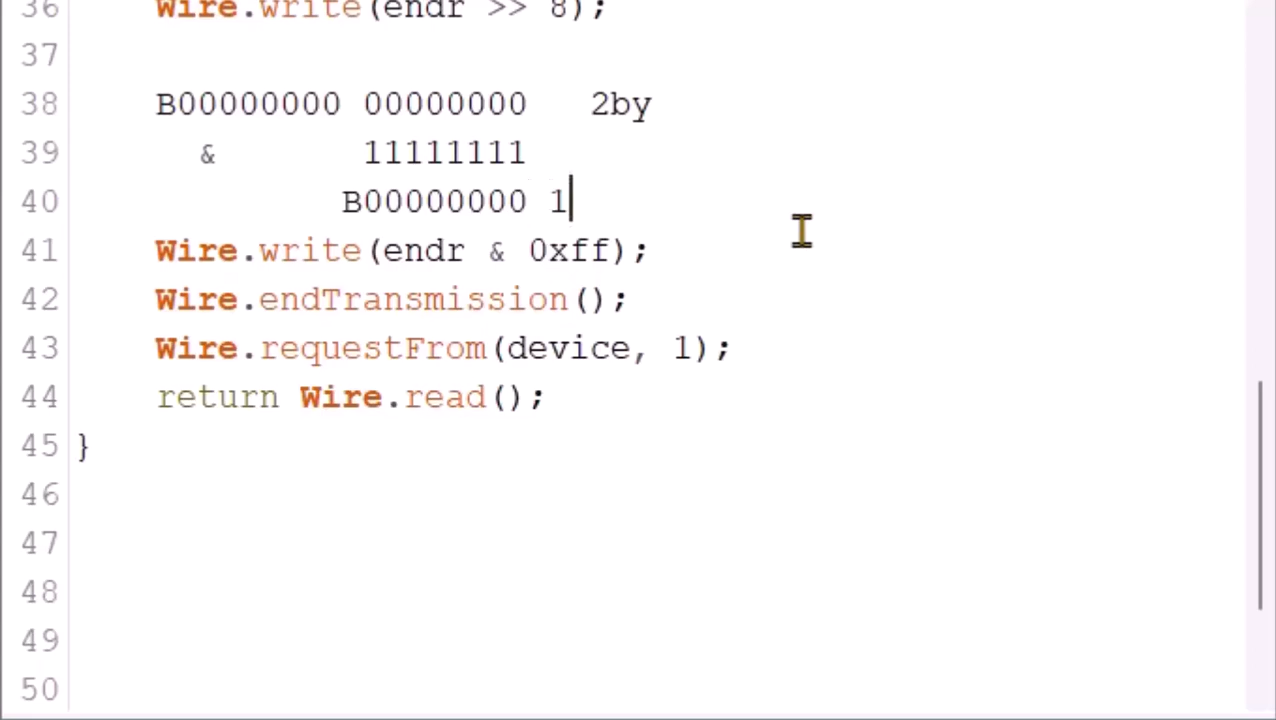 36 Wire.write(endr >> 8);
37
38 B00000000 00000000 2by
39 & 11111111
40 B00000000 1
41 Wire.write(endr & 0xff);
42 Wire.endTransmission();
43 Wire.requestFrom(device, 1);
44 return Wire.read();
45 }
46
47
48
49
50